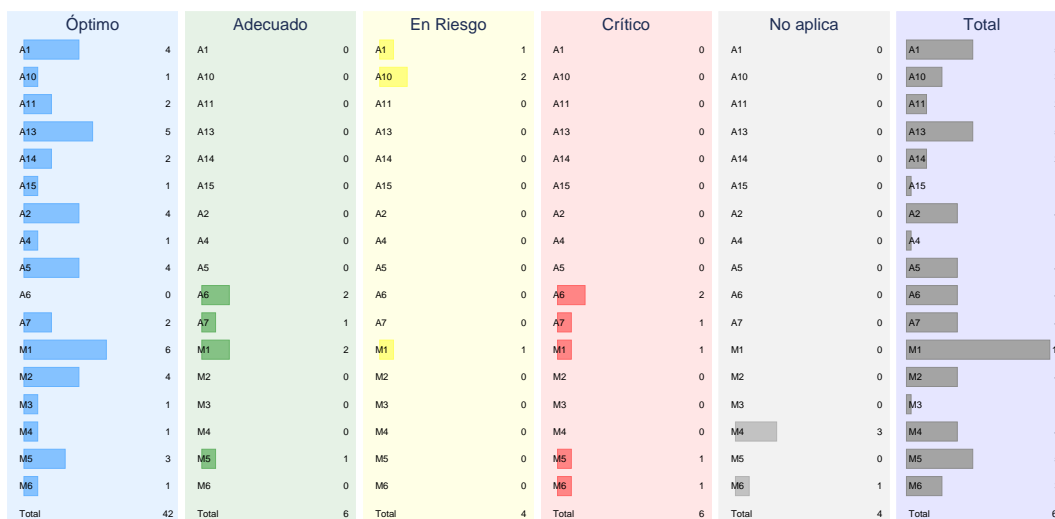 Óptimo Adecuado En Riesgo Crítico No aplica Total
A1 4 A1 0 A1 1 A1 0 A1 0 A1
A10 1 A10 0 A10 2 A10 0 A10 0 A10
A11 2 A11 0 A11 0 A11 0 A11 0 A11
A13 5 A13 0 A13 0 A13 0 A13 0 A13
A14 2 A14 0 A14 0 A14 0 A14 0 A14
A15 1 A15 0 A15 0 A15 0 A15 0 A15
A2 4 A2 0 A2 0 A2 0 A2 0 A2
A4 1 A4 0 A4 0 A4 0 A4 0 A4
A5 4 A5 0 A5 0 A5 0 A5 0 A5
A6 0 A6 2 A6 0 A6 2 A6 0 A6
A7 2 A7 1 A7 0 A7 1 A7 0 A7
M1 6 M1 2 M1 1 M1 1 M1 0 M1
M2 4 M2 0 M2 0 M2 0 M2 0 M2
M3 1 M3 0 M3 0 M3 0 M3 0 M3
M4 1 M4 0 M4 0 M4 0 M4 3 M4
M5 3 M5 1 M5 0 M5 1 M5 0 M5
M6 1 M6 0 M6 0 M6 1 M6 1 M6
Total 42 Total 6 Total 4 Total 6 Total 4 Total